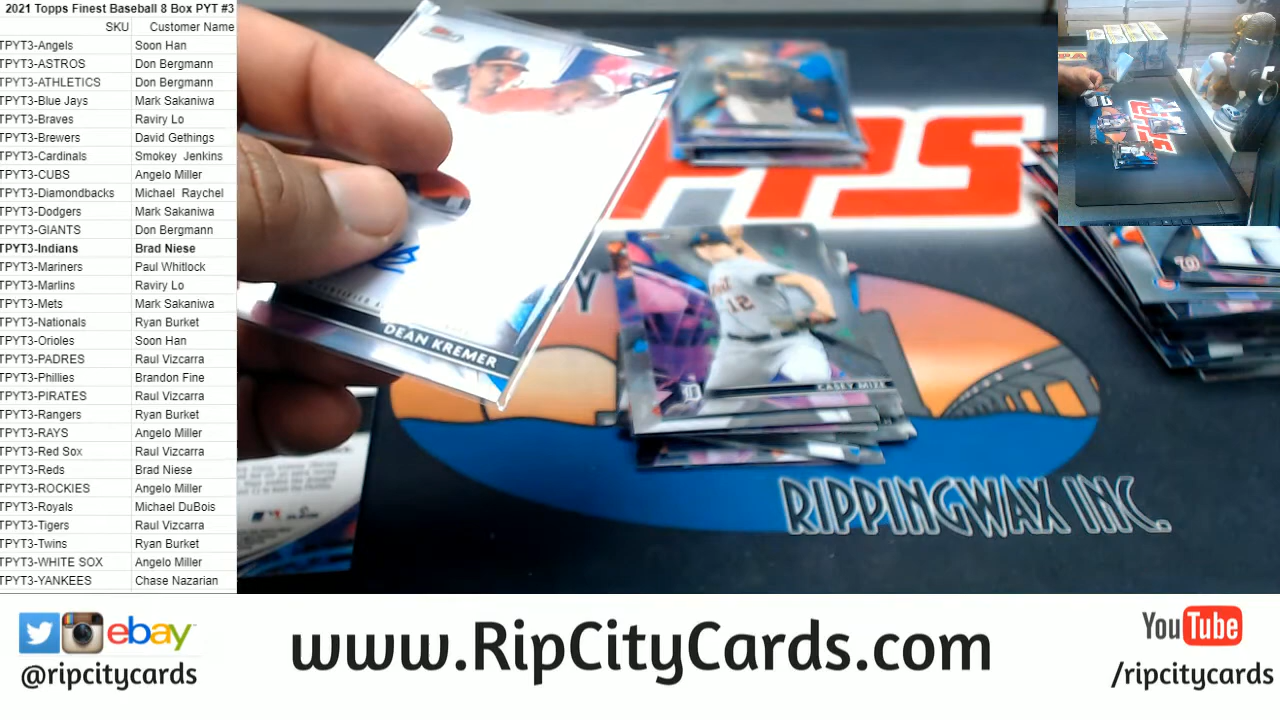 2021 Topps Finest Baseball 8 Box PYT #3
SKU Customer Name
TPYT3-Angels Soon Han
TPYT3-ASTROS Don Bergmann
TPYT3-ATHLETICS Don Bergmann
TPYT3-Blue Jays Mark Sakaniwa
TPYT3-Braves Raviry Lo
TPYT3-Brewers David Gethings
TPYT3-Cardinals Smokey Jenkins
TPYT3-CUBS Angelo Miller
TPYT3-Diamondbacks Michael Raychel
TPYT3-Dodgers Mark Sakaniwa
TPYT3-GIANTS Don Bergmann
TPYT3-Indians Brad Niese
TPYT3-Mariners Paul Whitlock
TPYT3-Marlins Raviry Lo
TPYT3-Mets Mark Sakaniwa
TPYT3-Nationals Ryan Burket
TPYT3-Orioles Soon Han
TPYT3-PADRES Raul Vizcarra
TPYT3-Phillies Brandon Fine
TPYT3-PIRATES Raul Vizcarra
TPYT3-Rangers Ryan Burket
TPYT3-RAYS Angelo Miller
TPYT3-Red Sox Raul Vizcarra
TPYT3-Reds Brad Niese
TPYT3-ROCKIES Angelo Miller
TPYT3-Royals Michael DuBois
TPYT3-Tigers Raul Vizcarra
TPYT3-Twins Ryan Burket
TPYT3-WHITE SOX Angelo Miller
TPYT3-YANKEES Chase Nazarian
DEAN KREMER
12
CASEY MIZE
RIPPINGWAX INC.
ebay
@ripcitycards
www.RipCityCards.com
YouTube
/ripcitycards